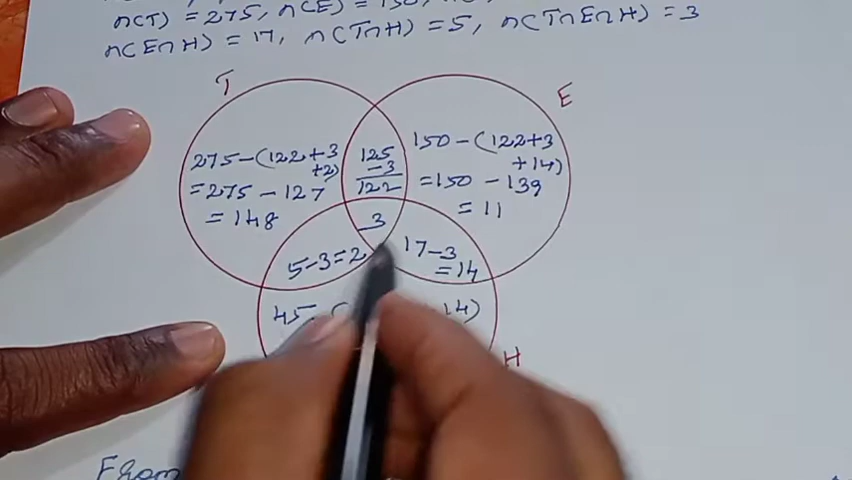 n(T) = 275, n(E) = 150,
n(E∩H) = 17, n(T∩H) = 5, n(T∩E∩H) = 3
T
E
275-(122+3
+2)
=275 - 127
= 148
125
-3
122
150-(122+3
+14)
=150 - 139
= 11
3
5-3=2
17-3
=14
45-( 14)
H
From